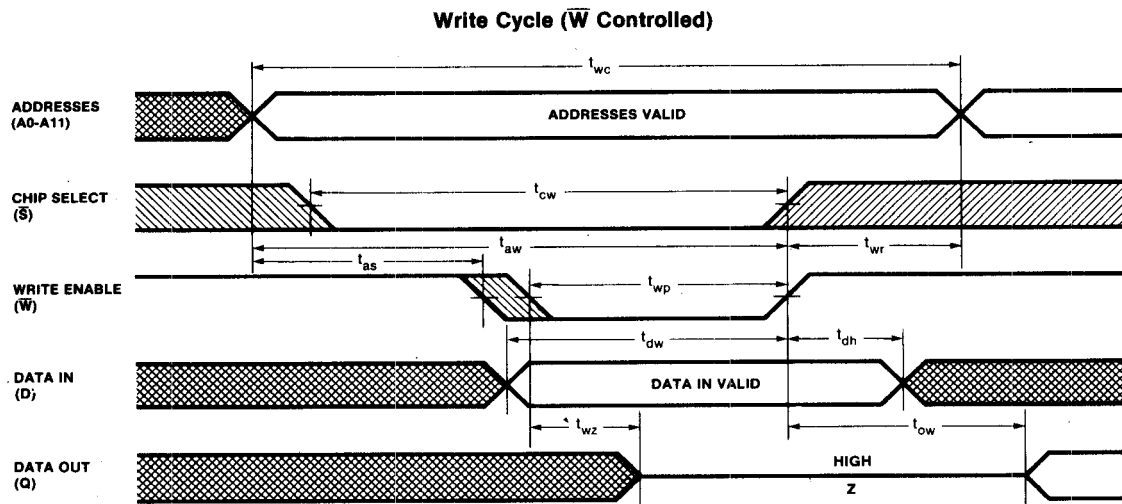 Write Cycle (W̅ Controlled)
t_wc
ADDRESSES
(A0-A11)
ADDRESSES VALID
CHIP SELECT
(S̅)
t_cw
t_aw
t_wr
t_as
WRITE ENABLE
(W̅)
t_wp
t_dw
t_dh
DATA IN
(D)
DATA IN VALID
t_wz
t_ow
DATA OUT
(Q)
HIGH
Z